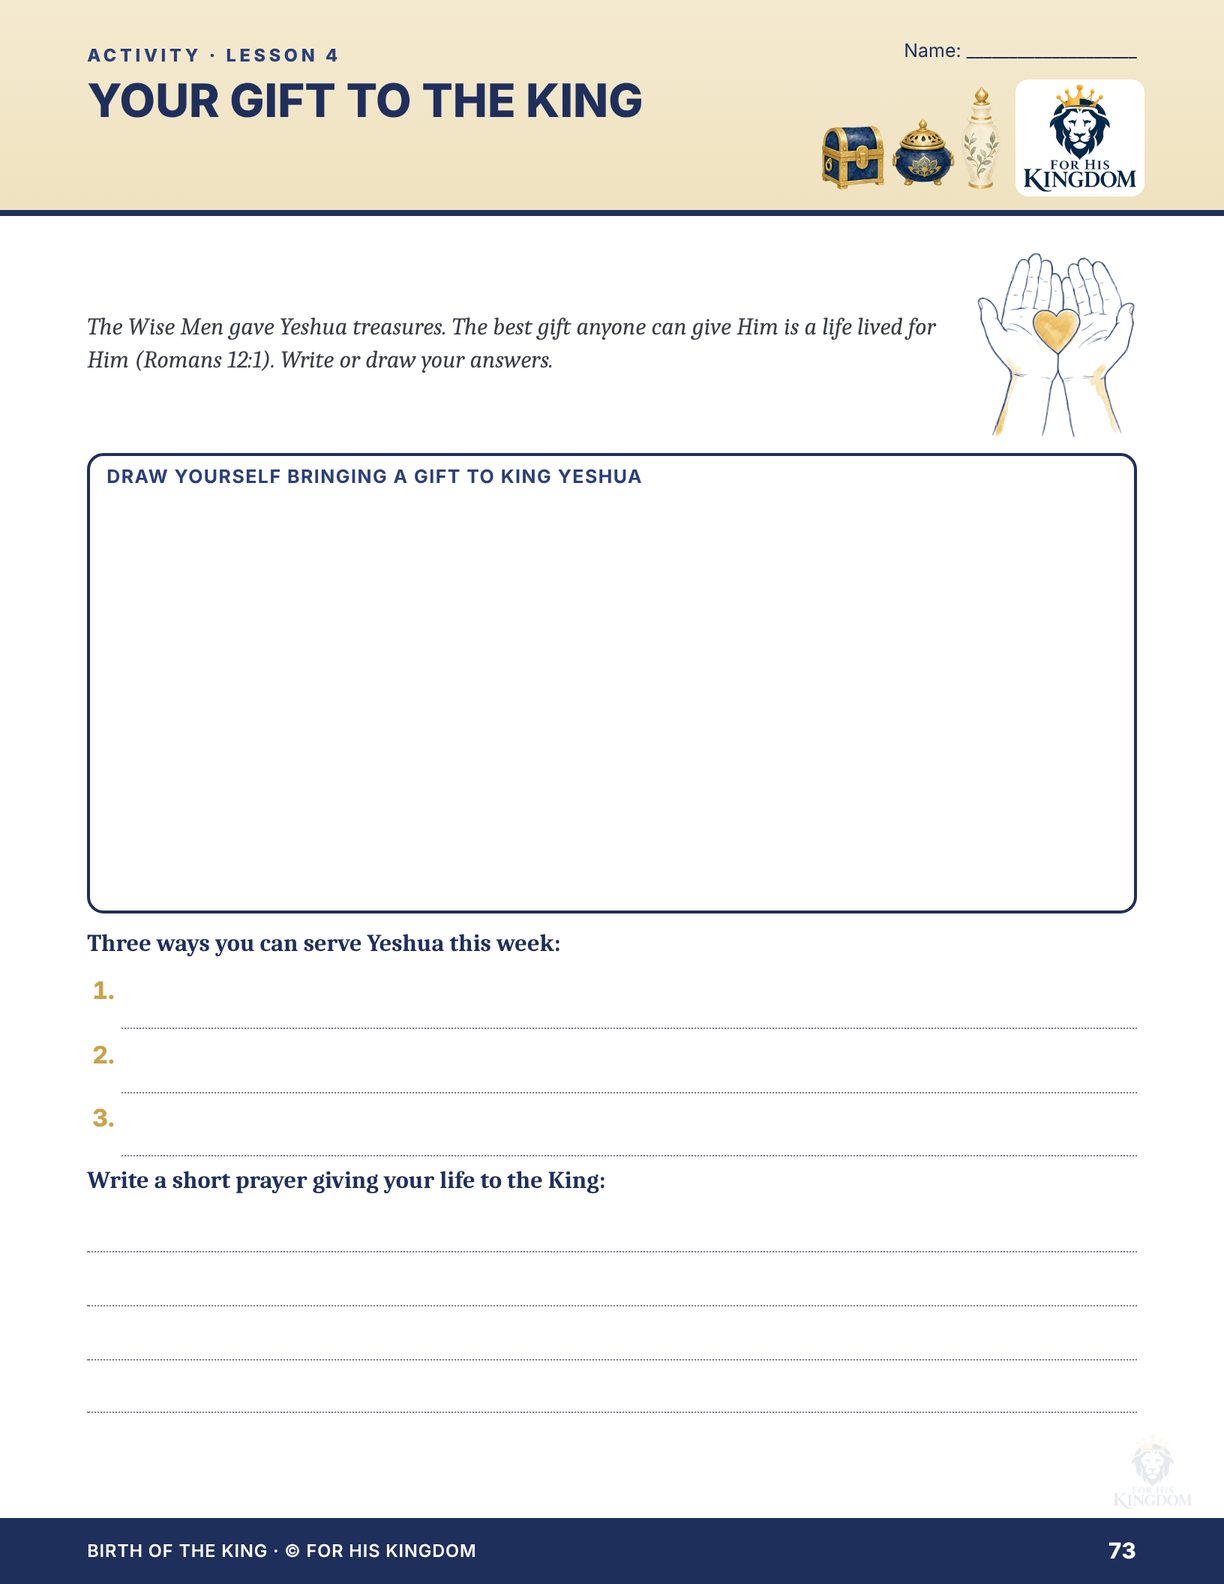 ACTIVITY · LESSON 4
Name: ____________________
YOUR GIFT TO THE KING
FOR HIS
KINGDOM
The Wise Men gave Yeshua treasures. The best gift anyone can give Him is a life lived for
Him (Romans 12:1). Write or draw your answers.
DRAW YOURSELF BRINGING A GIFT TO KING YESHUA
Three ways you can serve Yeshua this week:
1.
2.
3.
Write a short prayer giving your life to the King:
FOR HIS
KINGDOM
BIRTH OF THE KING · © FOR HIS KINGDOM
73